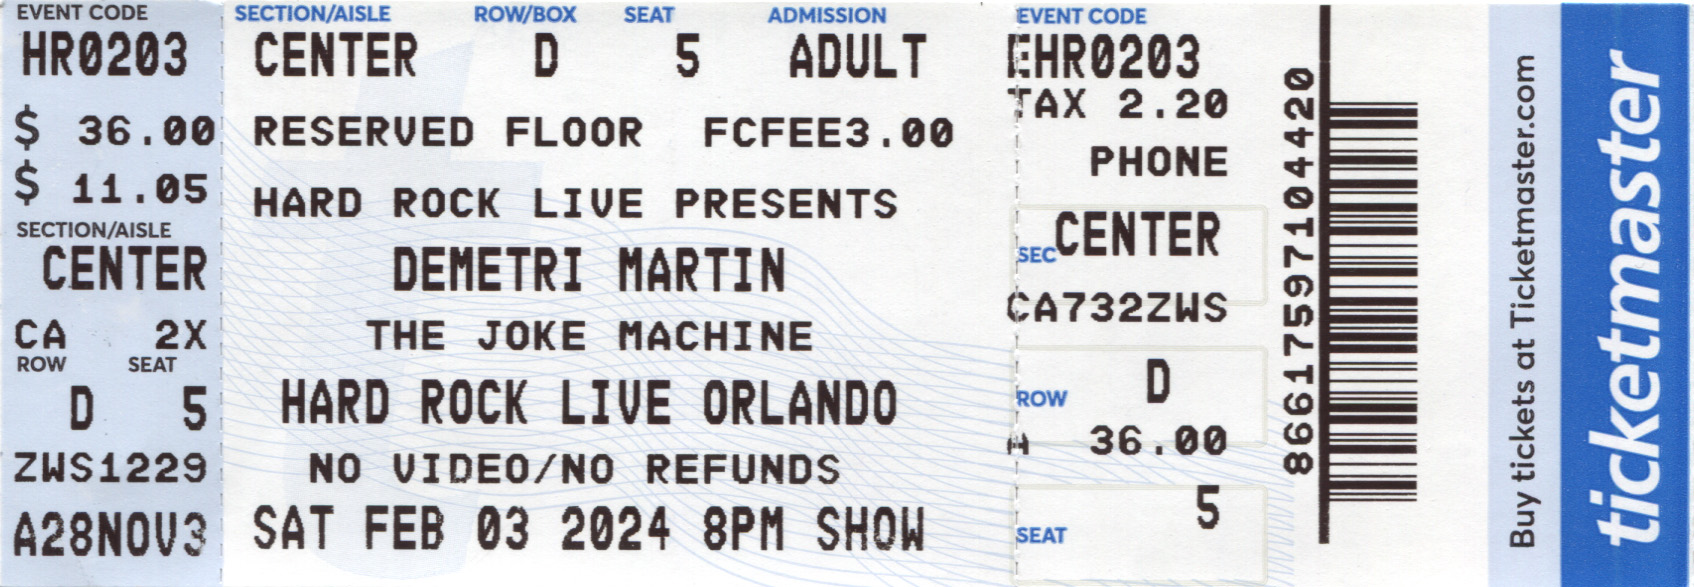 EVENT CODE
HR0203
$ 36.00
$ 11.05
SECTION/AISLE
CENTER
CA 2X
ROW SEAT
D 5
ZWS1229
A28NOV3
SECTION/AISLE ROW/BOX SEAT ADMISSION
CENTER D 5 ADULT
RESERVED FLOOR FCFEE3.00
HARD ROCK LIVE PRESENTS
DEMETRI MARTIN
THE JOKE MACHINE
HARD ROCK LIVE ORLANDO
NO VIDEO/NO REFUNDS
SAT FEB 03 2024 8PM SHOW
EVENT CODE
EHR0203
TAX 2.20
PHONE
SEC CENTER
CA732ZWS
ROW D
A 36.00
SEAT 5
86617597104420
Buy tickets at Ticketmaster.com
ticketmaster